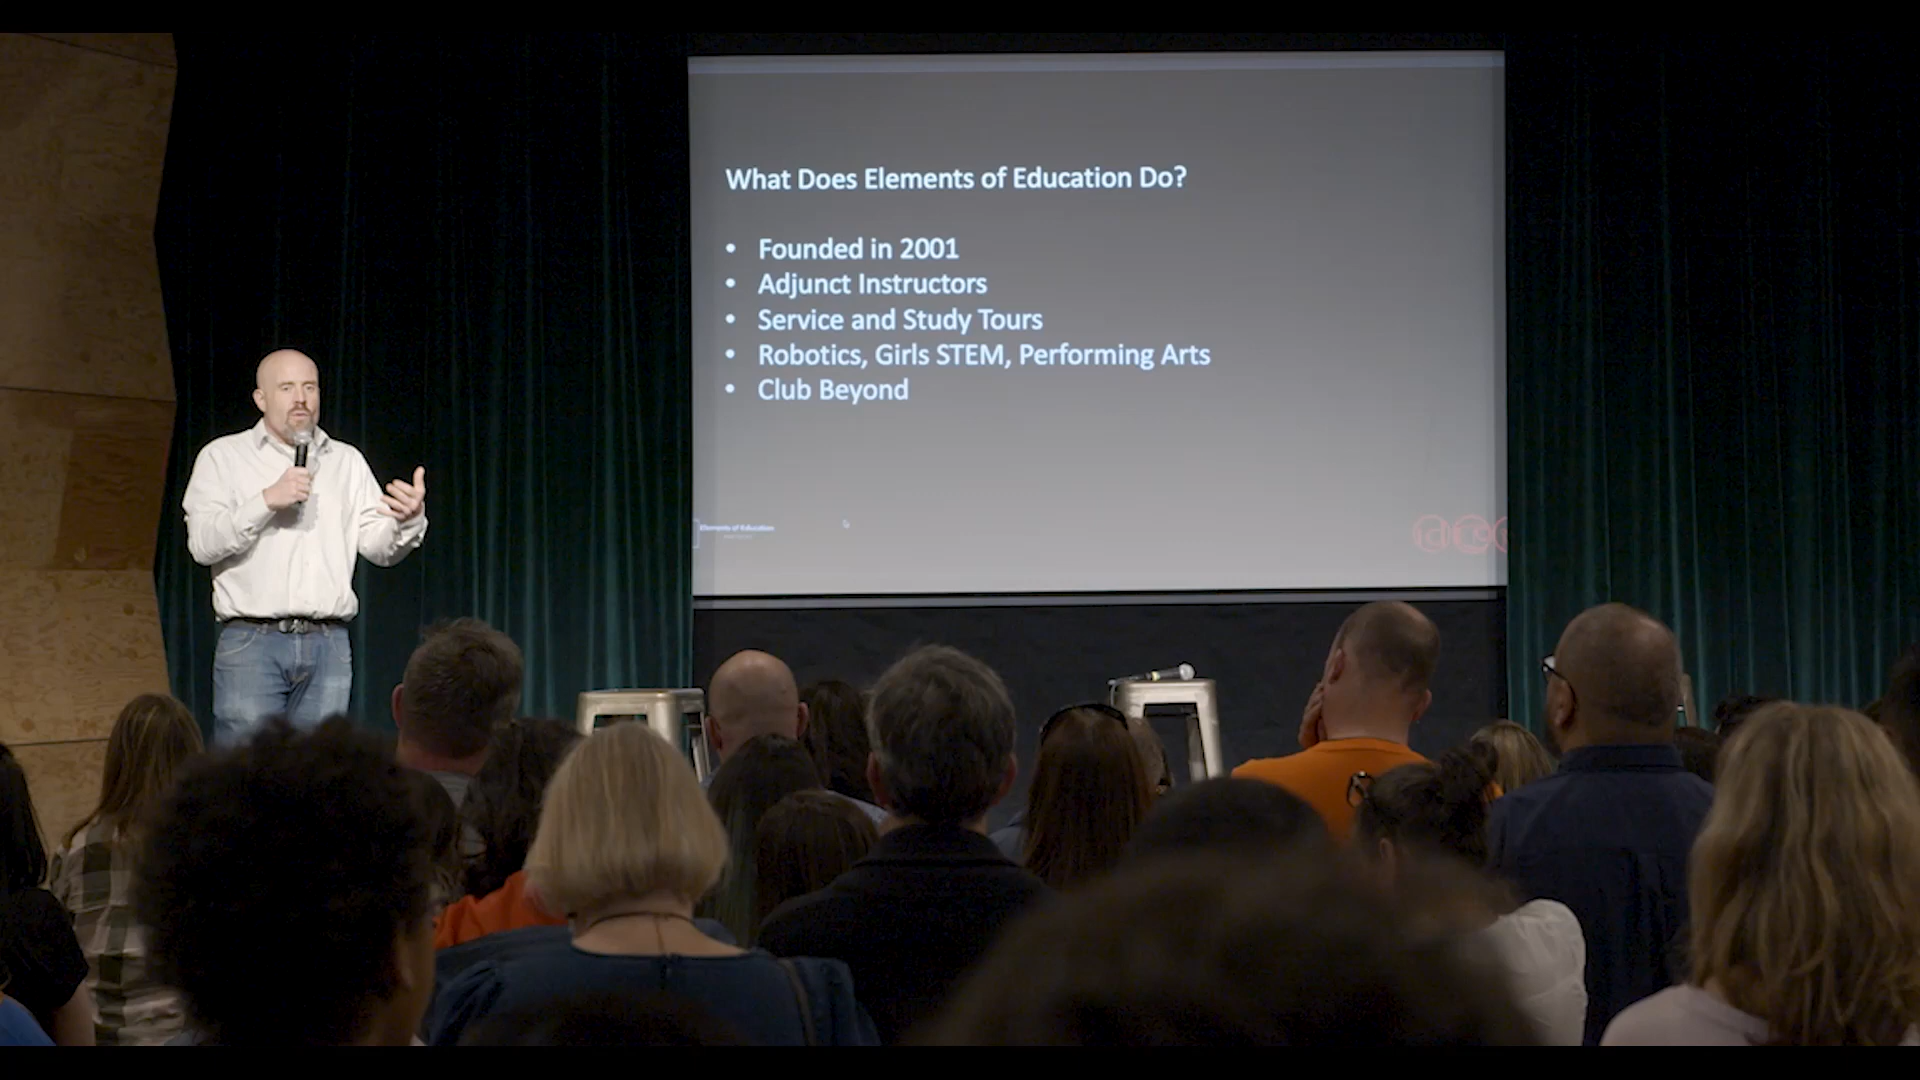 What Does Elements of Education Do?
• Founded in 2001
• Adjunct Instructors
• Service and Study Tours
• Robotics, Girls STEM, Performing Arts
• Club Beyond
Elements of Education